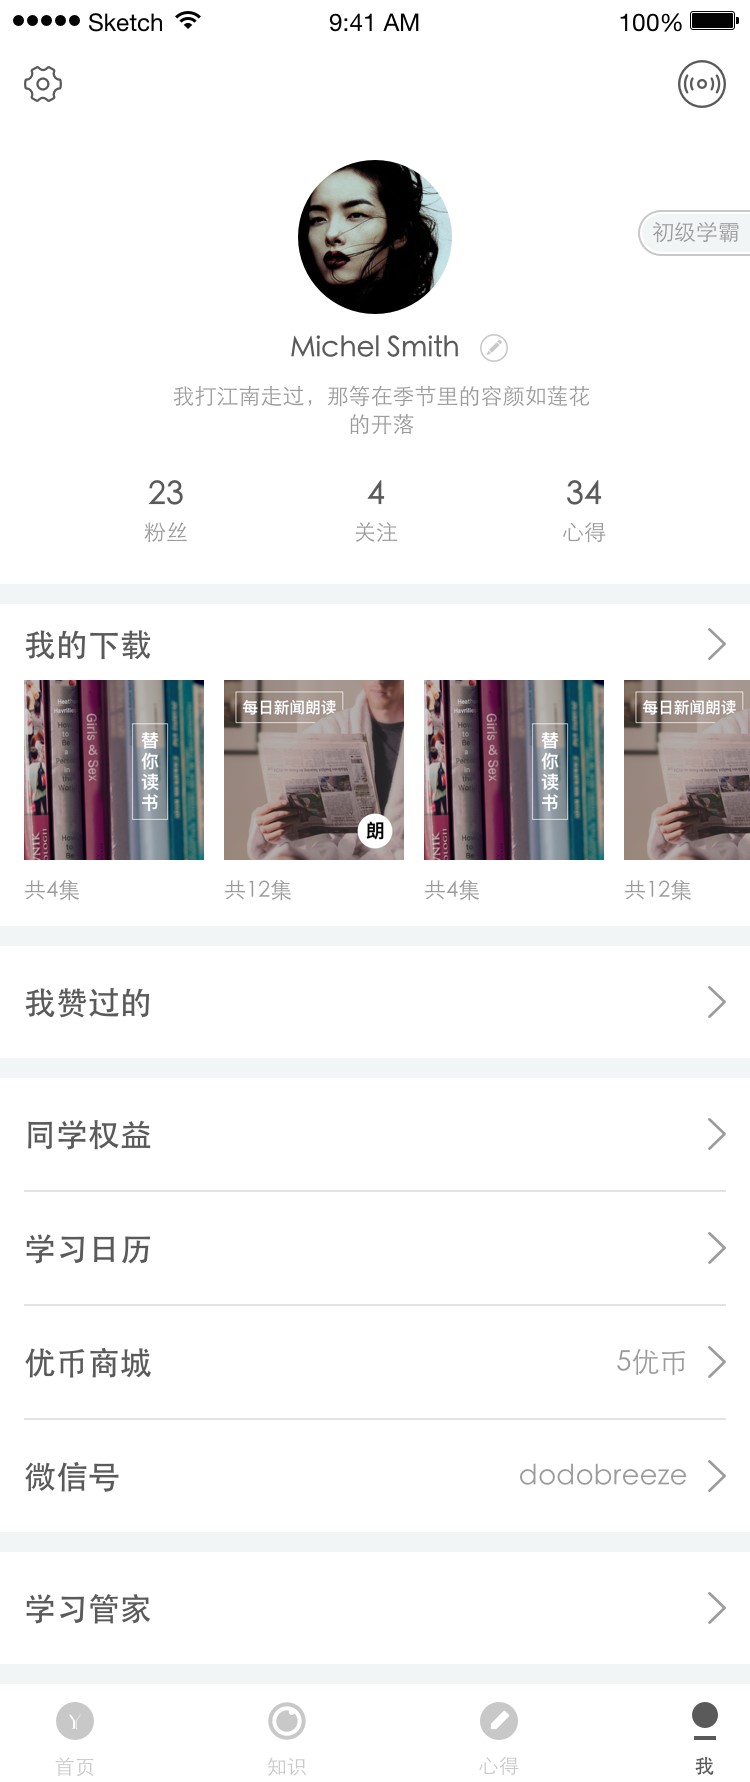 Sketch 9:41 AM 100%
初级学霸
Michel Smith
我打江南走过，那等在季节里的容颜如莲花
的开落
23 4 34
粉丝 关注 心得
我的下载
Girls & Sex
替你读书
每日新闻朗读
朗
Girls & Sex
替你读书
每日新闻朗读
共4集 共12集 共4集 共12集
我赞过的
同学权益
学习日历
优币商城 5优币
微信号 dodobreeze
学习管家
首页 知识 心得 我